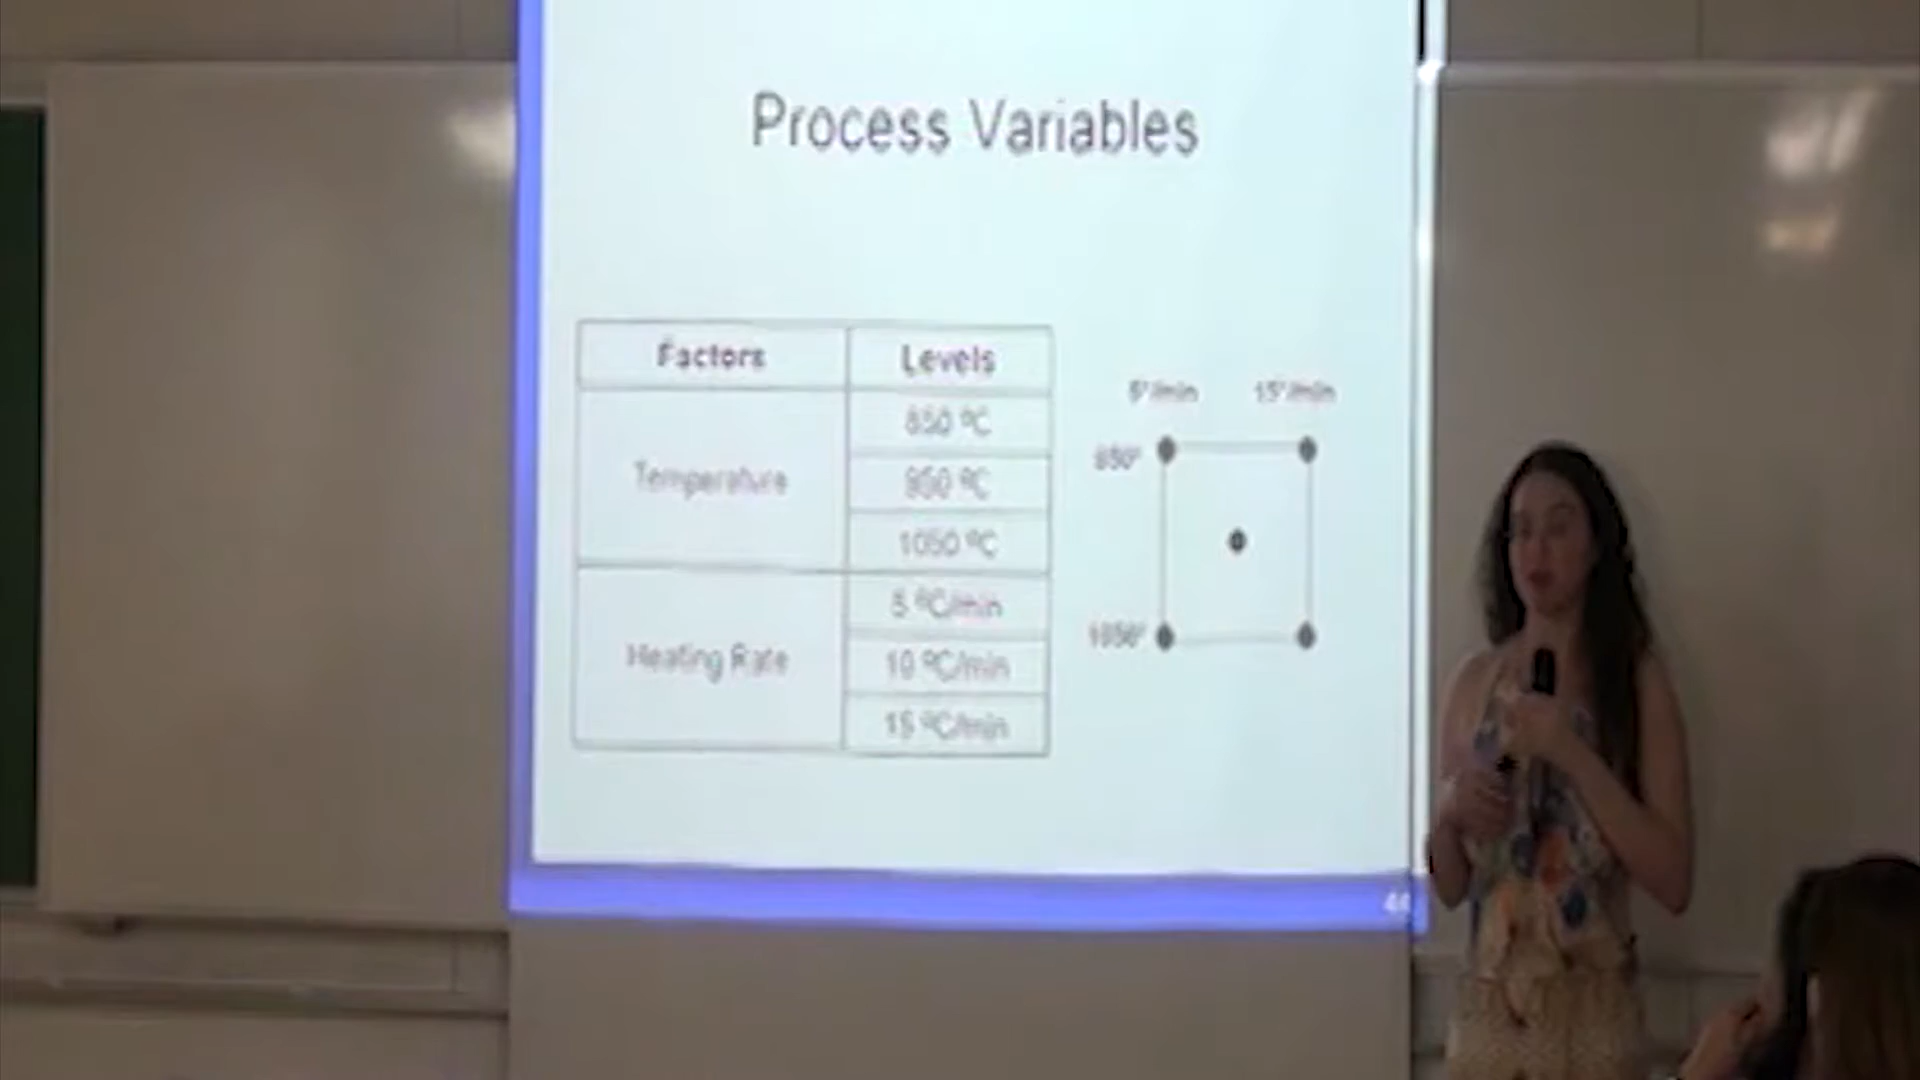 Process Variables
Factors
Levels
Temperature
850 ºC
950 ºC
1050 ºC
Heating Rate
5 ºC/min
10 ºC/min
15 ºC/min
5°/min 15°/min
850°
1050°